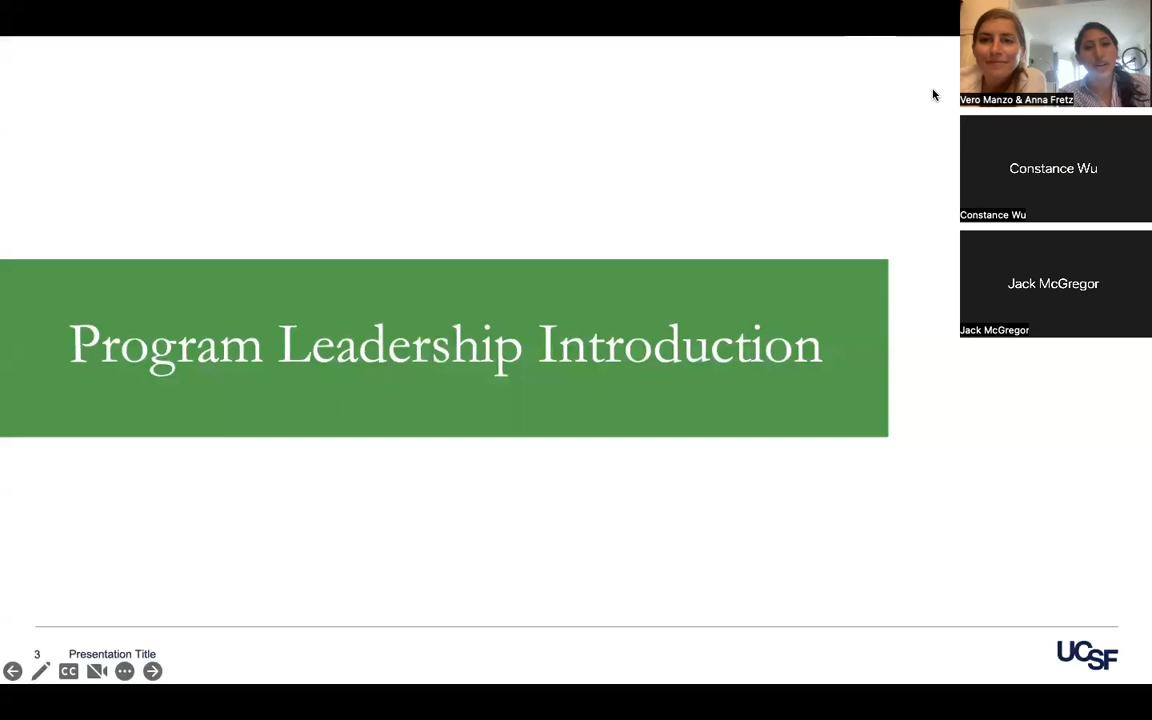 Vero Manzo & Anna Fretz
Constance Wu
Constance Wu
Jack McGregor
Jack McGregor
Program Leadership Introduction
3 Presentation Title
CC
UCSF